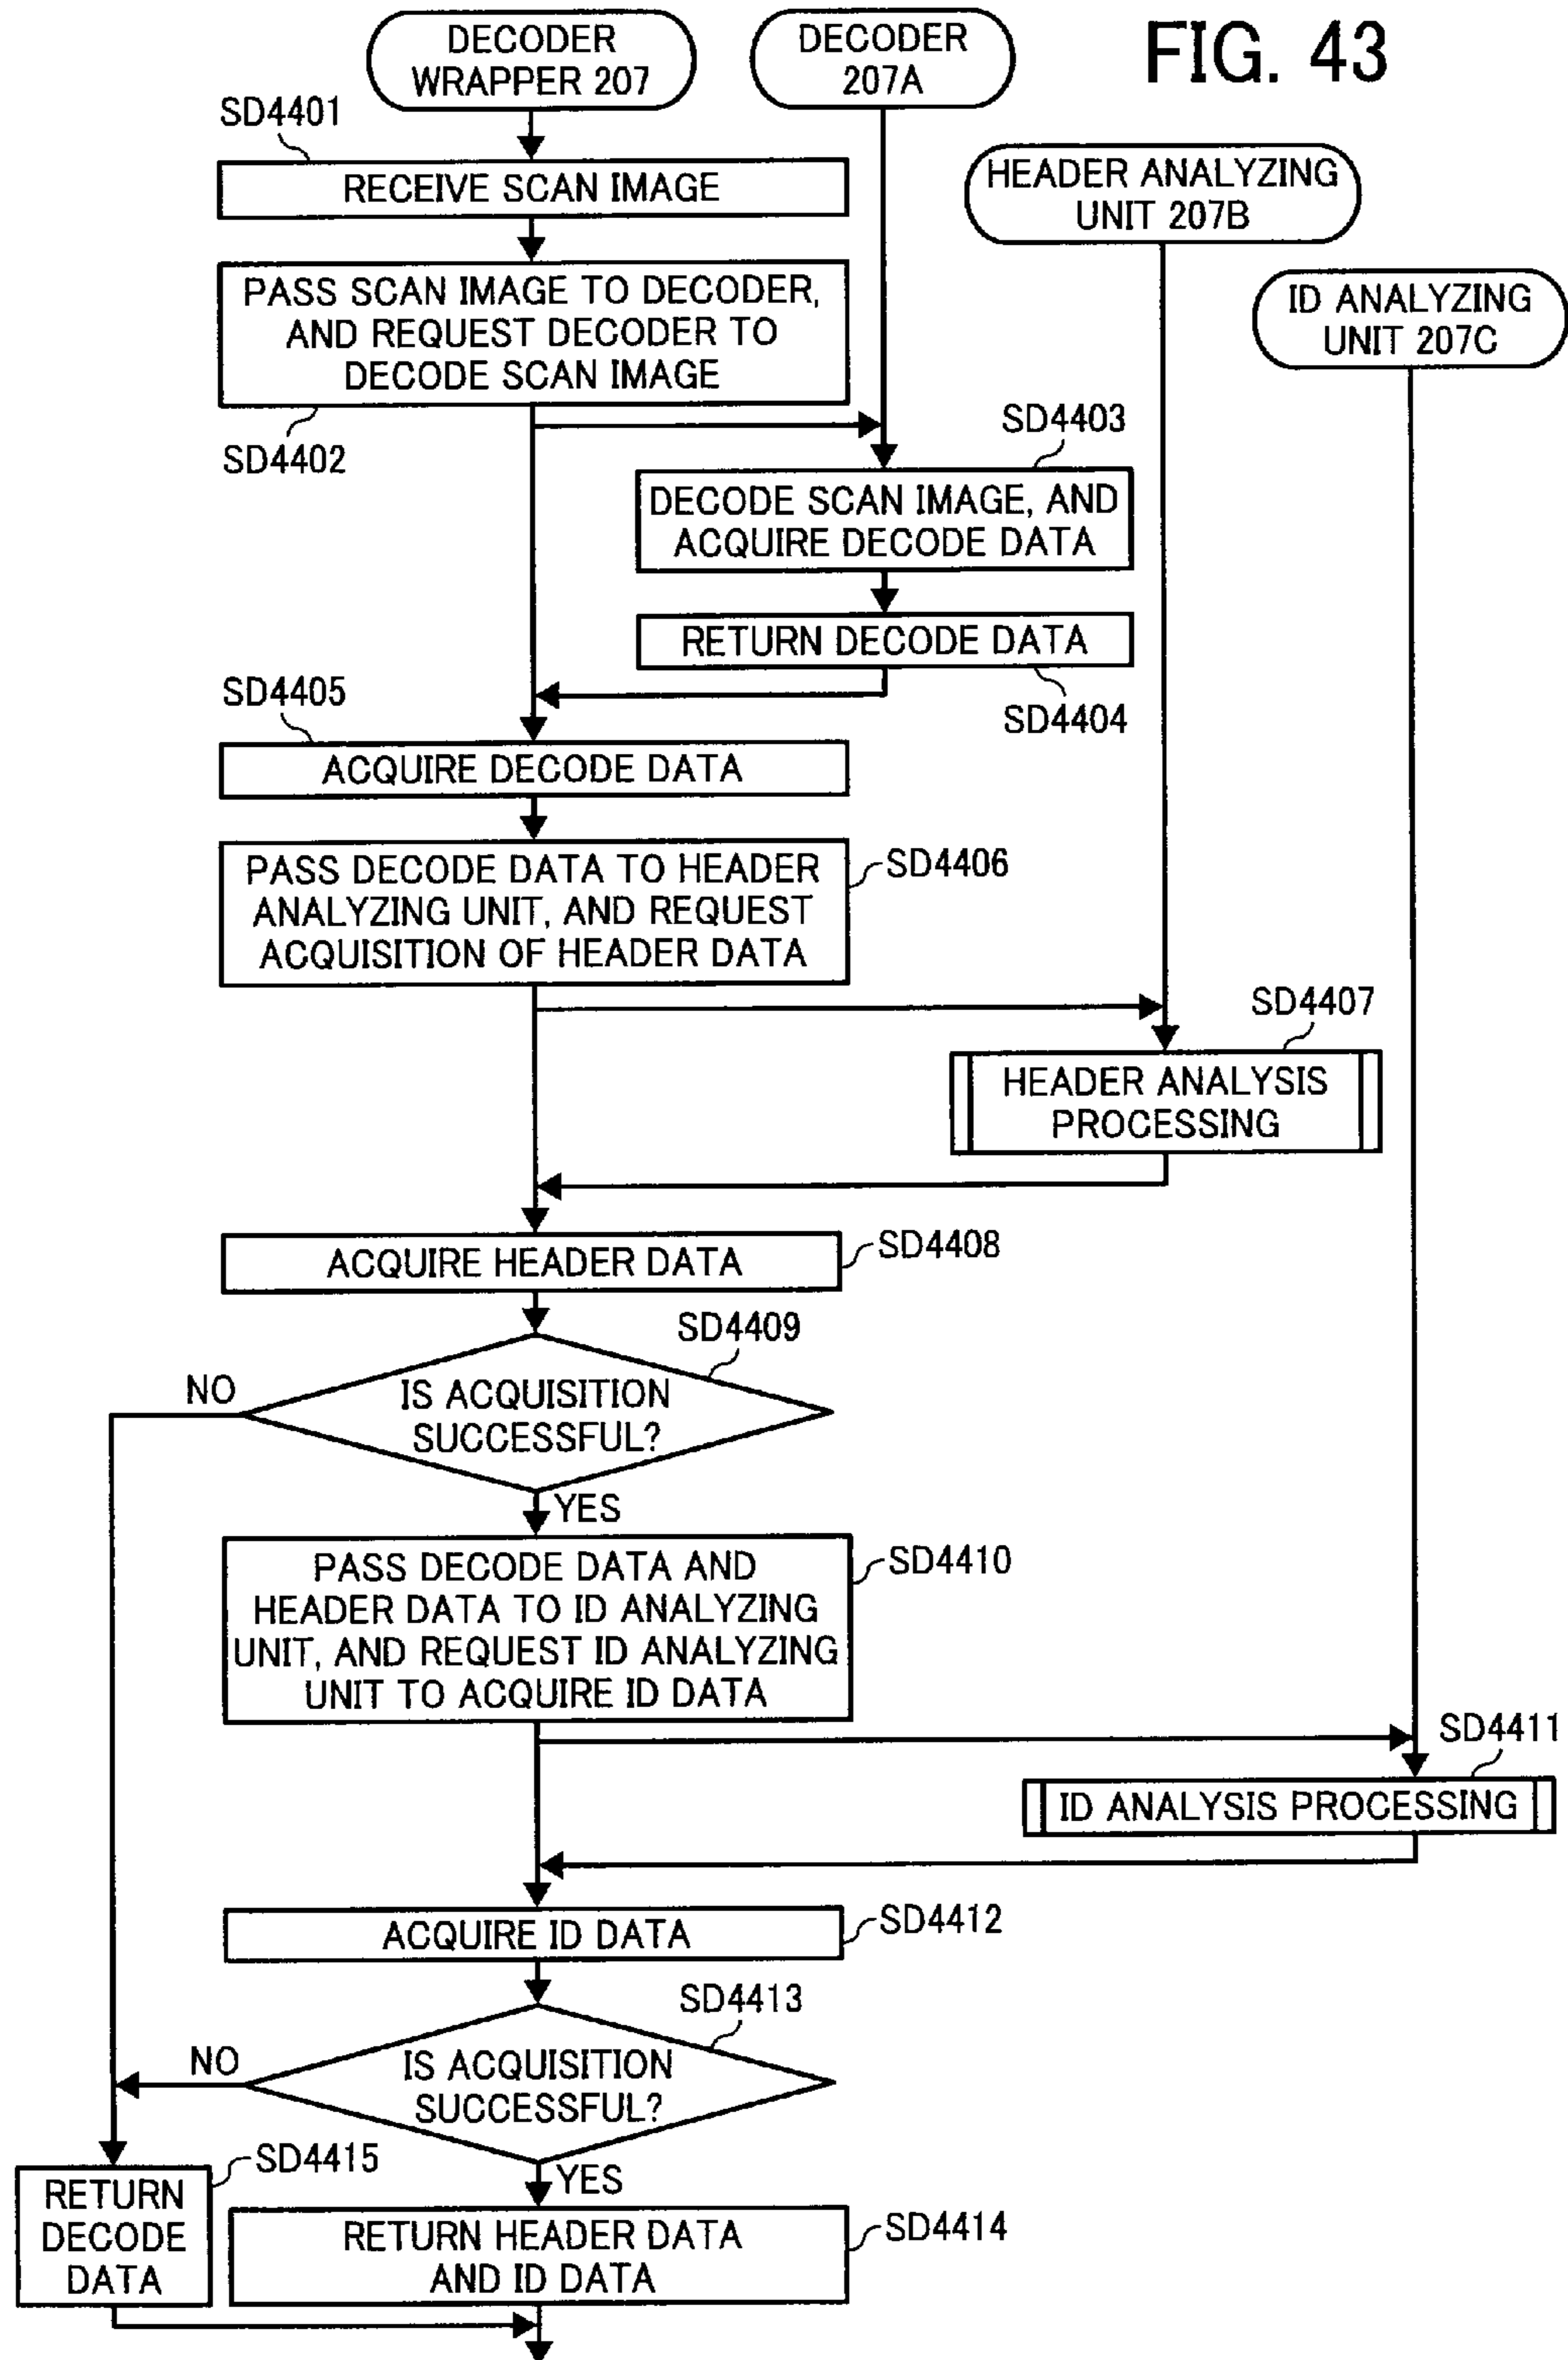 FIG. 43
DECODER
WRAPPER 207
DECODER
207A
HEADER ANALYZING
UNIT 207B
ID ANALYZING
UNIT 207C
SD4401
RECEIVE SCAN IMAGE
PASS SCAN IMAGE TO DECODER,
AND REQUEST DECODER TO
DECODE SCAN IMAGE
SD4402
SD4403
DECODE SCAN IMAGE, AND
ACQUIRE DECODE DATA
RETURN DECODE DATA
SD4404
SD4405
ACQUIRE DECODE DATA
PASS DECODE DATA TO HEADER
ANALYZING UNIT, AND REQUEST
ACQUISITION OF HEADER DATA
SD4406
SD4407
HEADER ANALYSIS
PROCESSING
ACQUIRE HEADER DATA
SD4408
SD4409
IS ACQUISITION
SUCCESSFUL?
NO
YES
PASS DECODE DATA AND
HEADER DATA TO ID ANALYZING
UNIT, AND REQUEST ID ANALYZING
UNIT TO ACQUIRE ID DATA
SD4410
SD4411
ID ANALYSIS PROCESSING
ACQUIRE ID DATA
SD4412
SD4413
IS ACQUISITION
SUCCESSFUL?
NO
YES
SD4415
RETURN
DECODE
DATA
RETURN HEADER DATA
AND ID DATA
SD4414